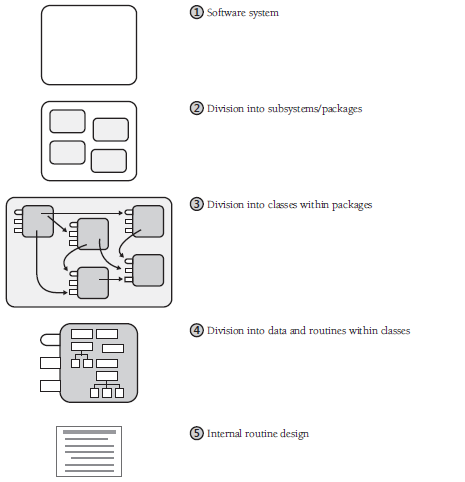 1 Software system
2 Division into subsystems/packages
3 Division into classes within packages
4 Division into data and routines within classes
5 Internal routine design